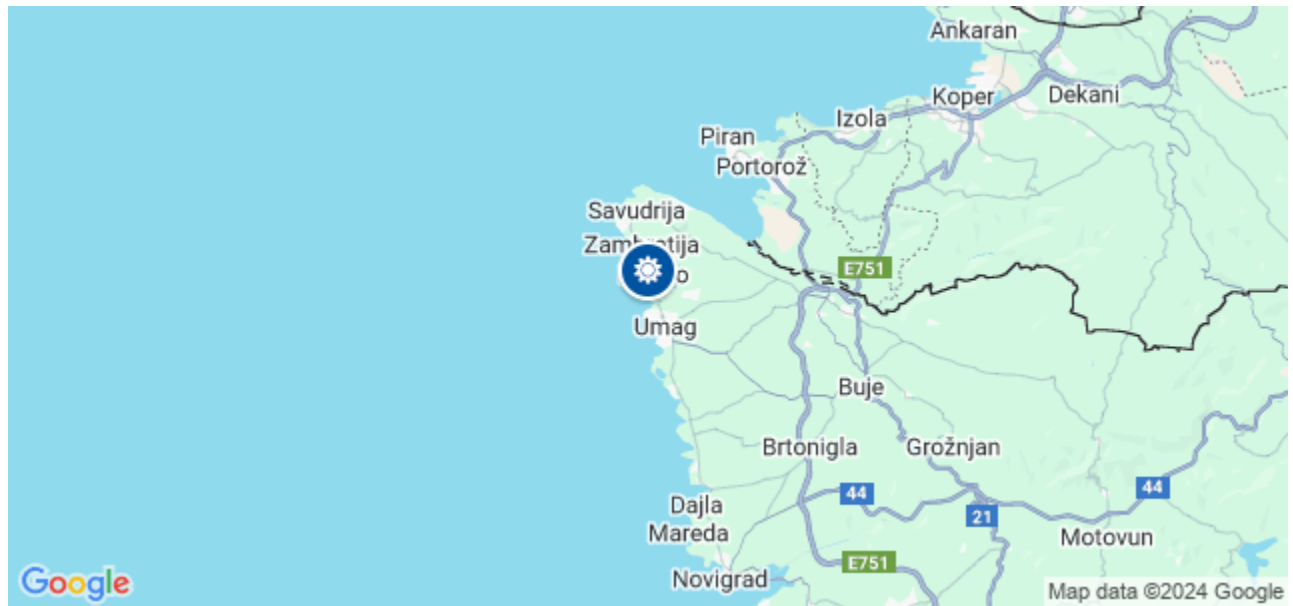 Ankaran
Koper
Dekani
Izola
Piran
Portorož
Savudrija
E751
Umag
Buje
Brtonigla
Grožnjan
44
44
Dajla
21
Mareda
Motovun
E751
Novigrad
Google
Map data ©2024 Google